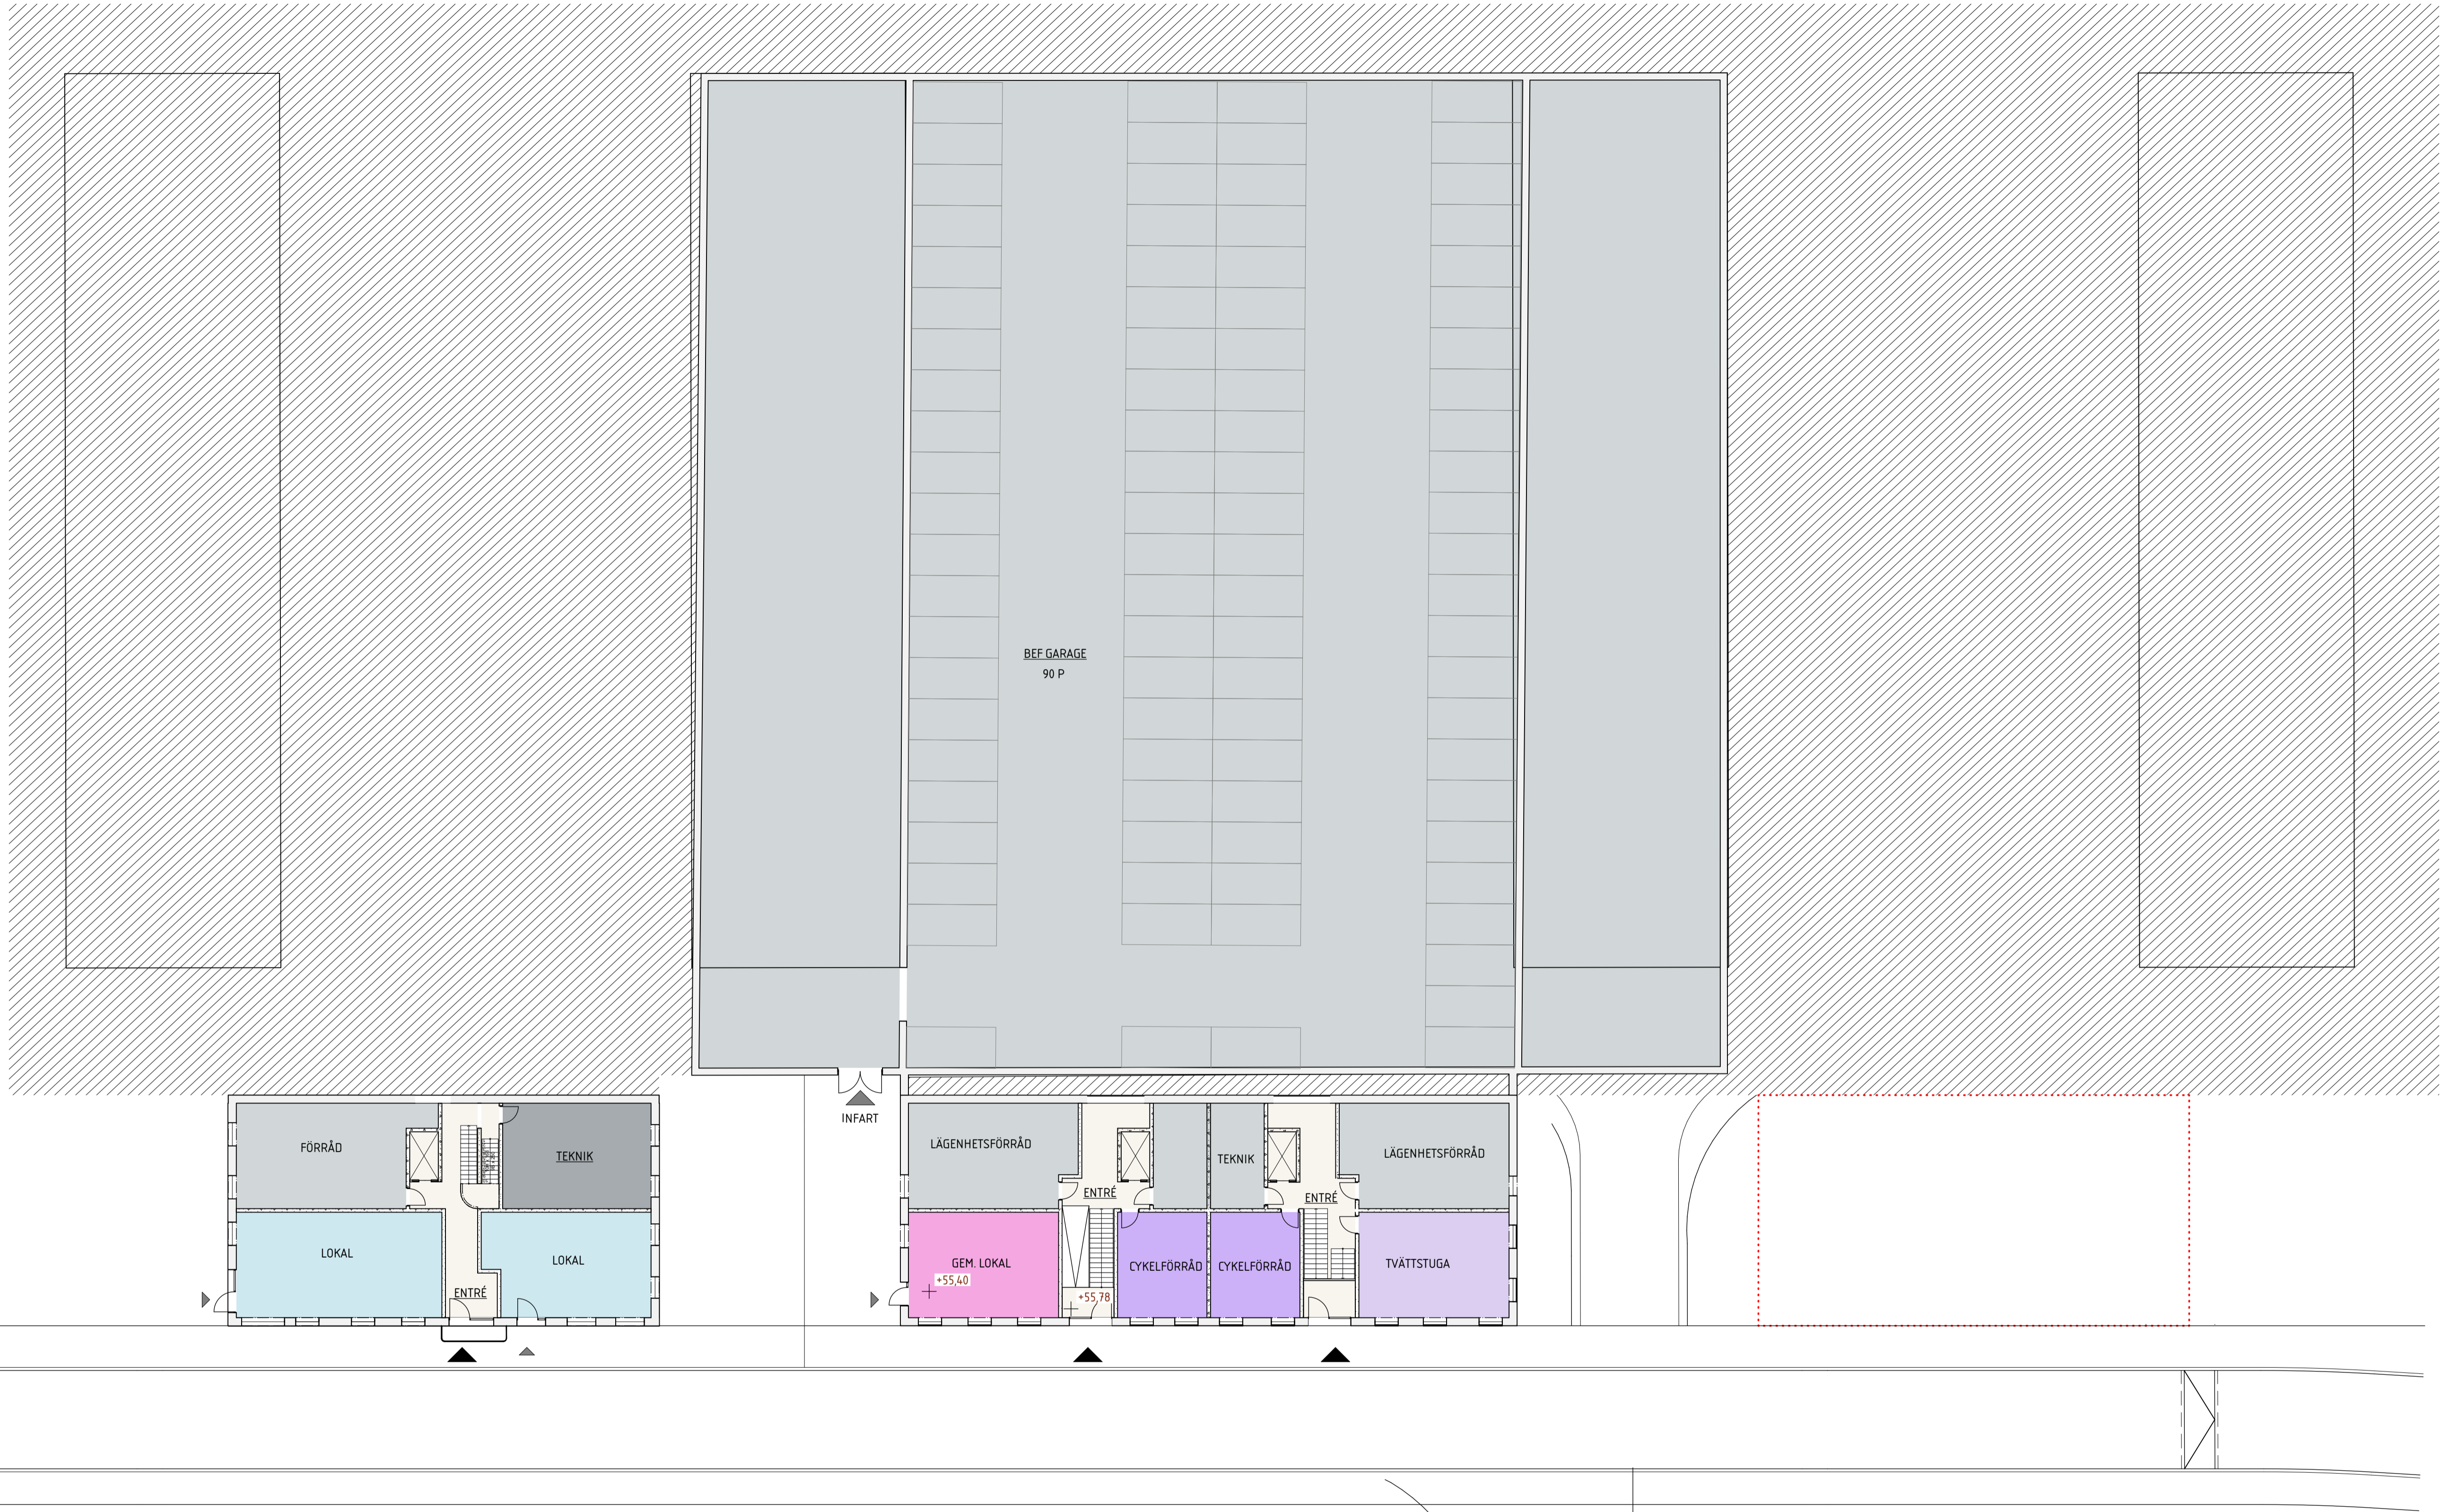 BEF GARAGE
90 P
INFART
FÖRRÅD
TEKNIK
LOKAL
LOKAL
ENTRÉ
LÄGENHETSFÖRRÅD
TEKNIK
LÄGENHETSFÖRRÅD
ENTRÉ
ENTRÉ
GEM. LOKAL
+55,40
+55,78
CYKELFÖRRÅD
CYKELFÖRRÅD
TVÄTTSTUGA